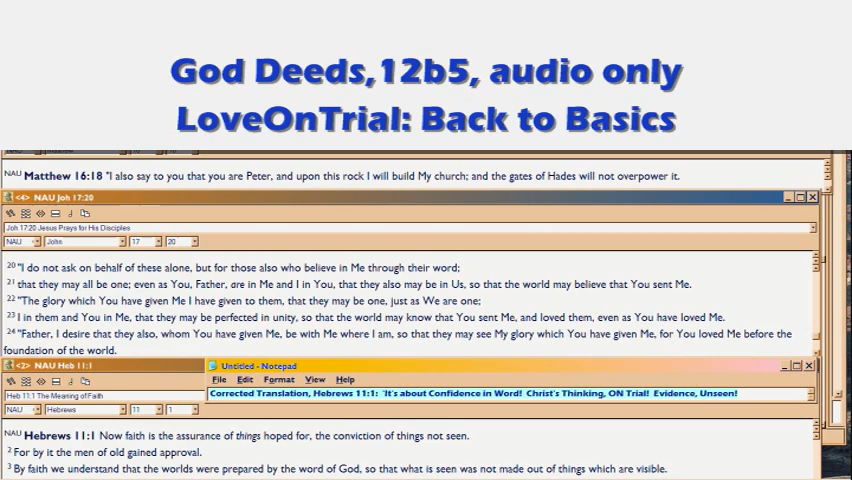 God Deeds,12b5, audio only
LoveOnTrial: Back to Basics
NAU Matthew 16:18 "I also say to you that you are Peter, and upon this rock I will build My church; and the gates of Hades will not overpower it.
<4> NAU Joh 17:20
Joh 17:20 Jesus Prays for His Disciples
NAU John 17 20
20 "I do not ask on behalf of these alone, but for those also who believe in Me through their word;
21 that they may all be one; even as You, Father, are in Me and I in You, that they also may be in Us, so that the world may believe that You sent Me.
22 "The glory which You have given Me I have given to them, that they may be one, just as We are one;
23 I in them and You in Me, that they may be perfected in unity, so that the world may know that You sent Me, and loved them, even as You have loved Me.
24 "Father, I desire that they also, whom You have given Me, be with Me where I am, so that they may see My glory which You have given Me, for You loved Me before the
foundation of the world.
<2> NAU Heb 11:1
Untitled - Notepad
File Edit Format View Help
Heb 11:1 The Meaning of Faith
Corrected Translation, Hebrews 11:1: 'It's about Confidence in Word! Christ's Thinking, ON Trial! Evidence, Unseen!
NAU Hebrews 11 1
NAU Hebrews 11:1 Now faith is the assurance of things hoped for, the conviction of things not seen.
2 For by it the men of old gained approval.
3 By faith we understand that the worlds were prepared by the word of God, so that what is seen was not made out of things which are visible.